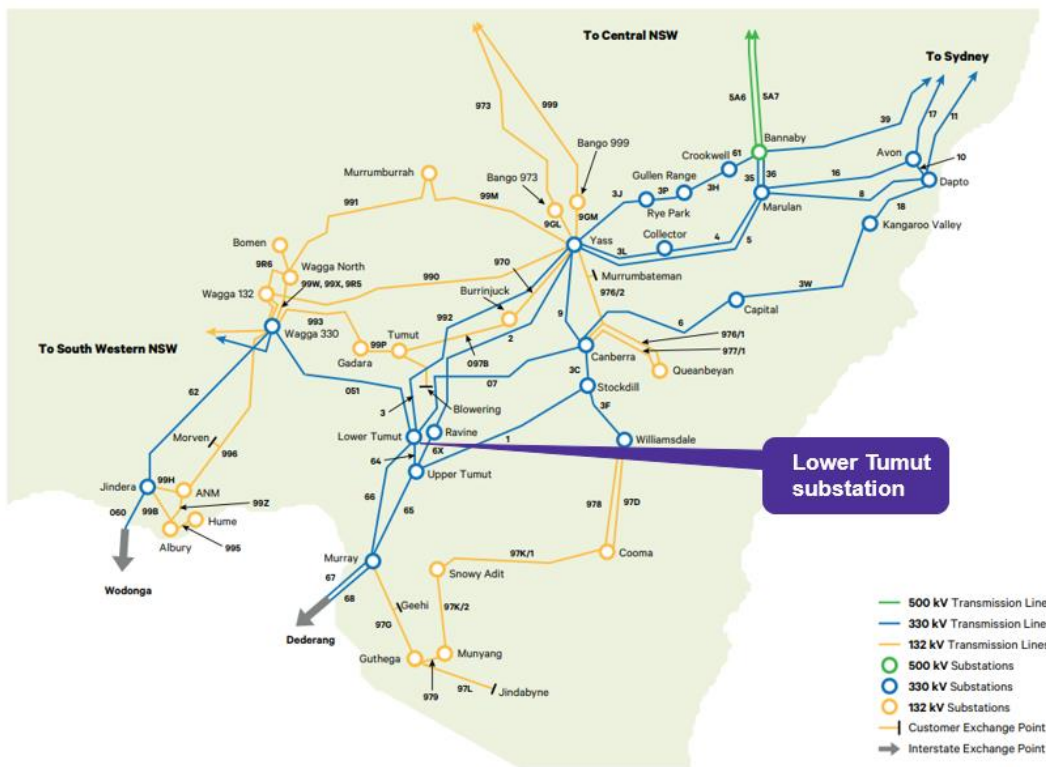 To Central NSW
To Sydney
973
999
5A6
5A7
39
17
11
Bannaby
Bango 999
Crookwell
61
Avon
10
Murrumburrah
Bango 973
Gullen Range
35
36
16
Dapto
991
99M
3J
3P
3H
8
9GL
9GM
Rye Park
Marulan
18
Collector
4
Kangaroo Valley
Bomen
Yass
3L
5
9R6
Wagga North
970
Murrumbateman
99W, 99X, 9R5
990
976/2
Wagga 132
Burrinjuck
3W
992
Capital
Wagga 330
993
Tumut
9
6
To South Western NSW
99P
2
976/1
Gadara
097B
Canberra
977/1
07
3C
Queanbeyan
62
051
Stockdill
3
Blowering
3F
Morven
Lower Tumut
Ravine
Williamsdale
996
64
6X
1
Lower Tumut
substation
Upper Tumut
Jindera
99H
ANM
66
978
97D
060
99B
99Z
65
Hume
Albury
995
Cooma
Murray
97K/1
Snowy Adit
67
Wodonga
68
Geehi
97K/2
97G
Dederang
Munyang
Guthega
979
97L
Jindabyne
500 kV Transmission Line
330 kV Transmission Line
132 kV Transmission Lines
500 kV Substations
330 kV Substations
132 kV Substations
Customer Exchange Point
Interstate Exchange Point